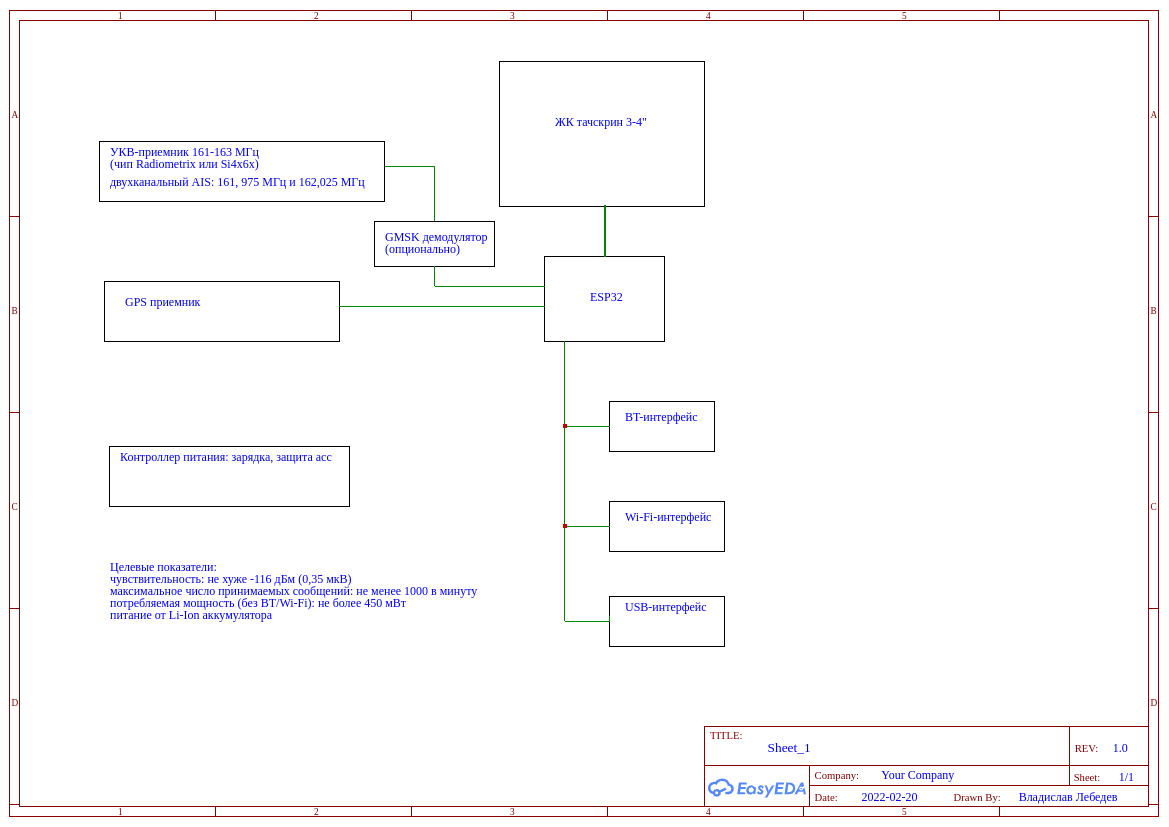 1 2 3 4 5
A A
ЖК тачскрин 3-4"
УКВ-приемник 161-163 МГц
(чип Radiometrix или Si4x6x)
двухканальный AIS: 161, 975 МГц и 162,025 МГц
GMSK демодулятор
(опционально)
ESP32
GPS приемник
B B
BT-интерфейс
Контроллер питания: зарядка, защита асс
C C
Wi-Fi-интерфейс
Целевые показатели:
чувствительность: не хуже -116 дБм (0,35 мкВ)
максимальное число принимаемых сообщений: не менее 1000 в минуту
потребляемая мощность (без BT/Wi-Fi): не более 450 мВт
питание от Li-Ion аккумулятора
USB-интерфейс
D D
TITLE:
Sheet_1
REV: 1.0
EasyEDA
Company: Your Company
Sheet: 1/1
Date: 2022-02-20 Drawn By: Владислав Лебедев
1 2 3 4 5